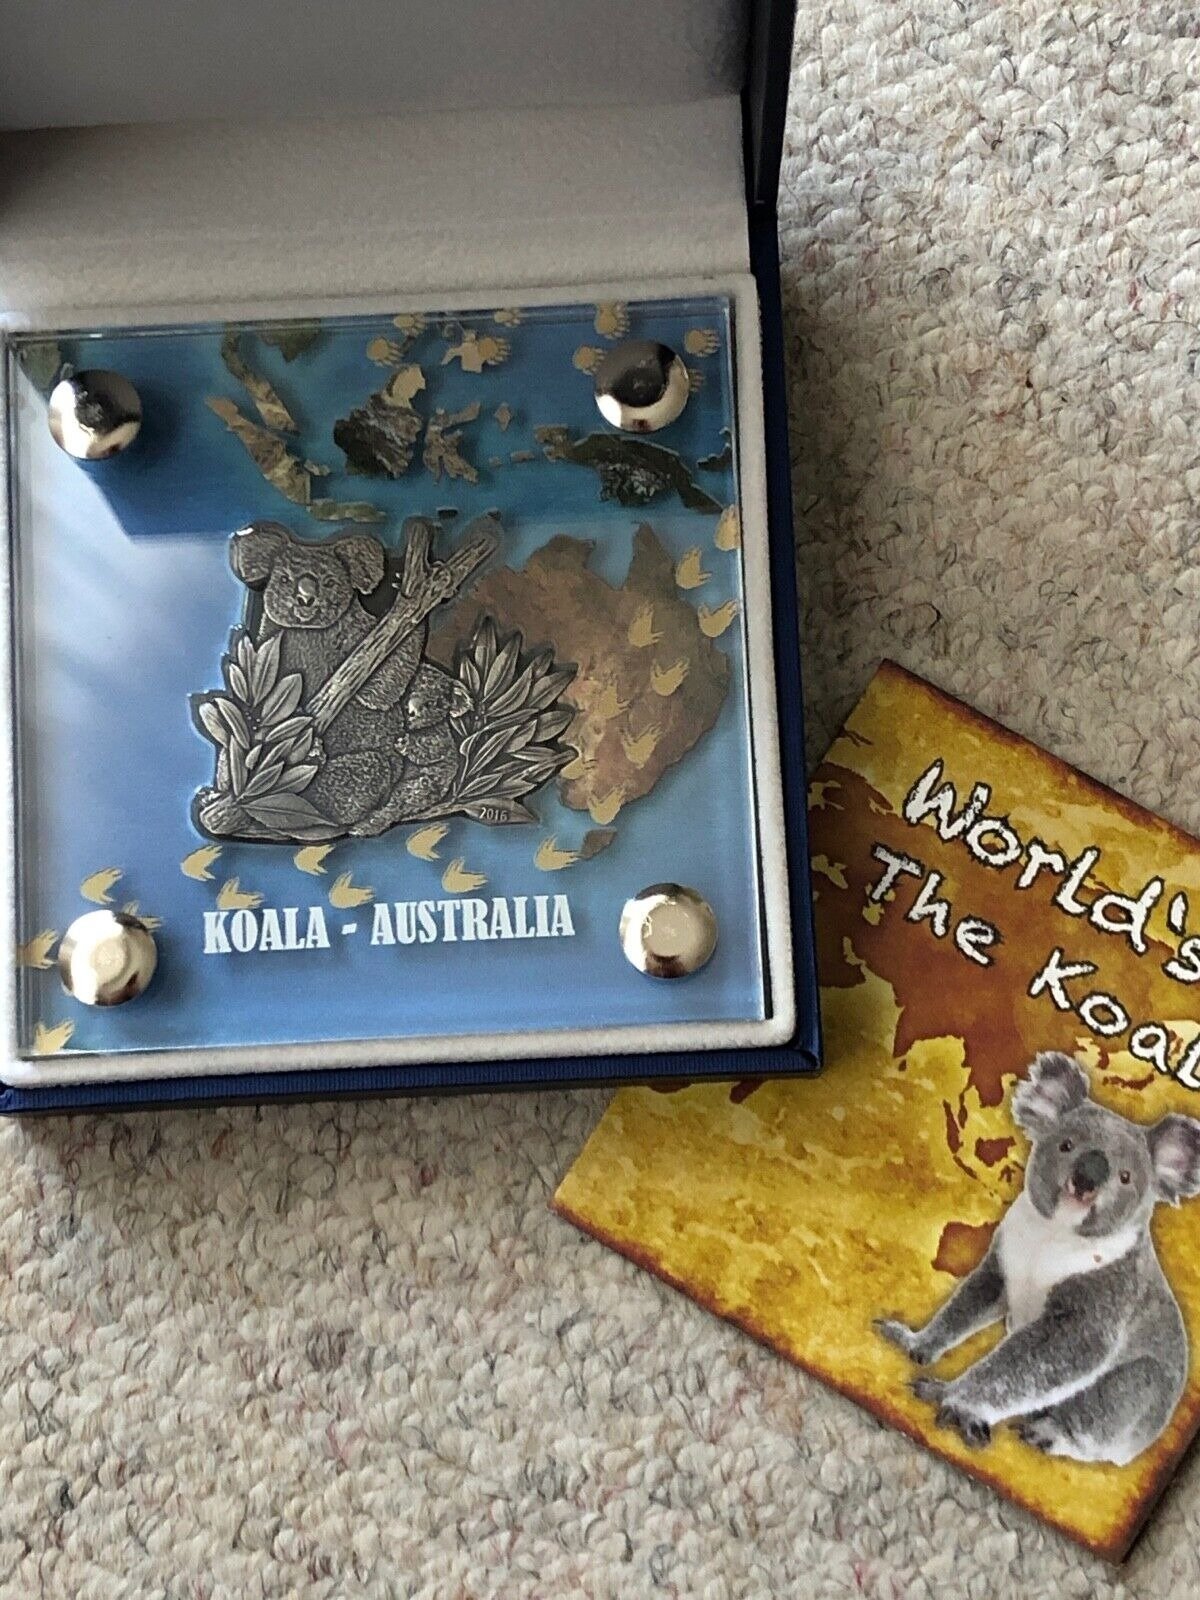 2016
KOALA - AUSTRALIA
World's
The Koal